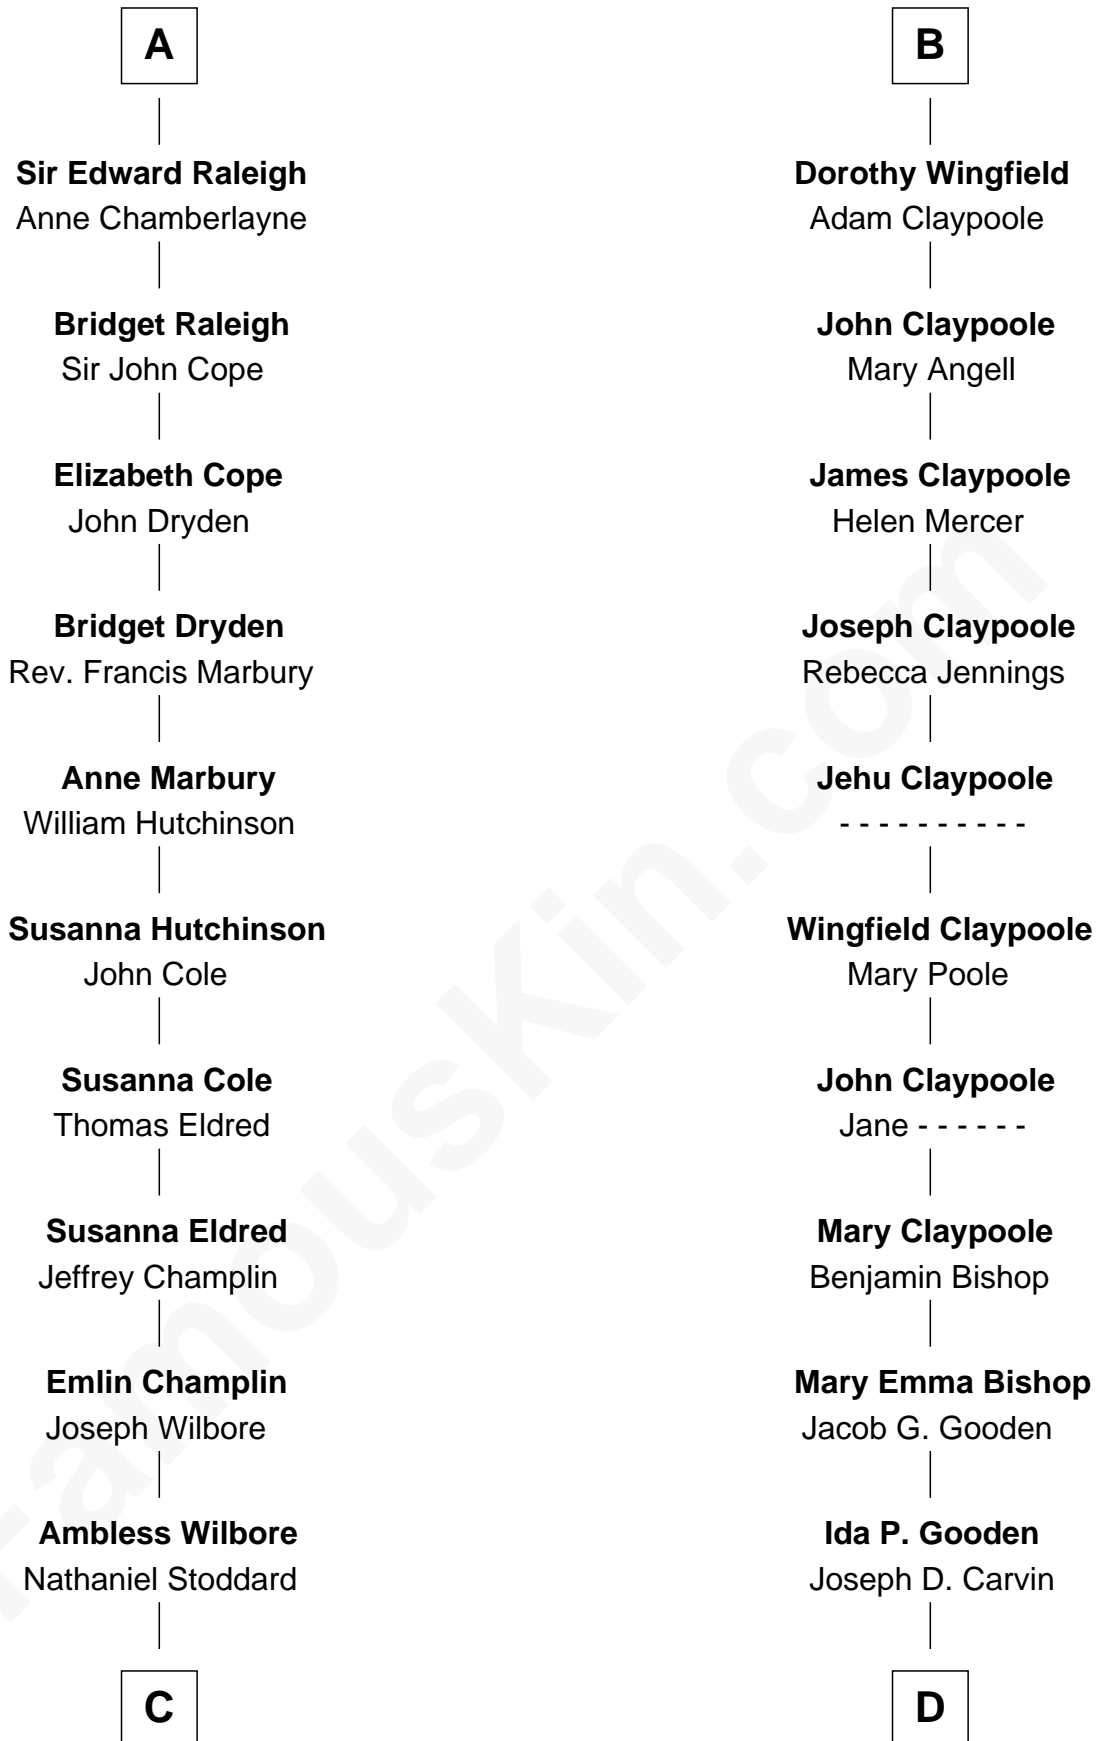 A
Sir Edward Raleigh
Anne Chamberlayne
Bridget Raleigh
Sir John Cope
Elizabeth Cope
John Dryden
Bridget Dryden
Rev. Francis Marbury
Anne Marbury
William Hutchinson
Susanna Hutchinson
John Cole
Susanna Cole
Thomas Eldred
Susanna Eldred
Jeffrey Champlin
Emlin Champlin
Joseph Wilbore
Ambless Wilbore
Nathaniel Stoddard
C
B
Dorothy Wingfield
Adam Claypoole
John Claypoole
Mary Angell
James Claypoole
Helen Mercer
Joseph Claypoole
Rebecca Jennings
Jehu Claypoole
- - - - - - - - - -
Wingfield Claypoole
Mary Poole
John Claypoole
Jane - - - - - -
Mary Claypoole
Benjamin Bishop
Mary Emma Bishop
Jacob G. Gooden
Ida P. Gooden
Joseph D. Carvin
D
FamousKin.com